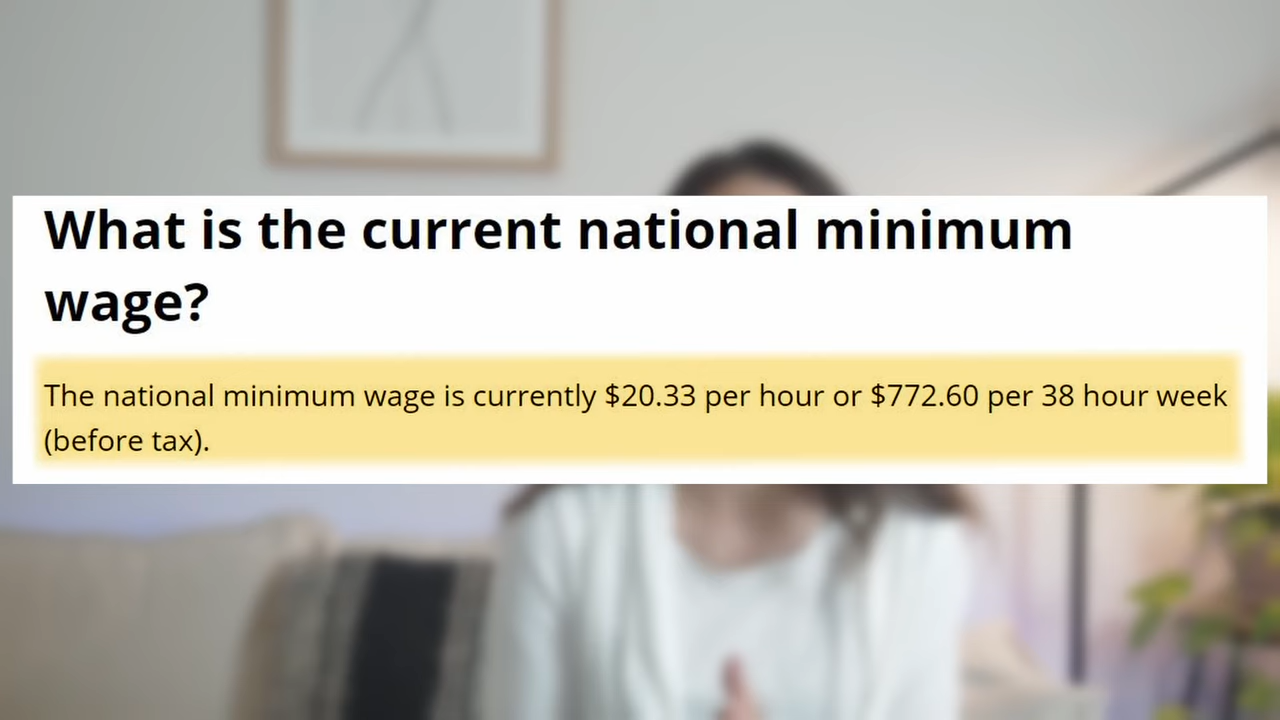 What is the current national minimum
wage?
The national minimum wage is currently $20.33 per hour or $772.60 per 38 hour week
(before tax).